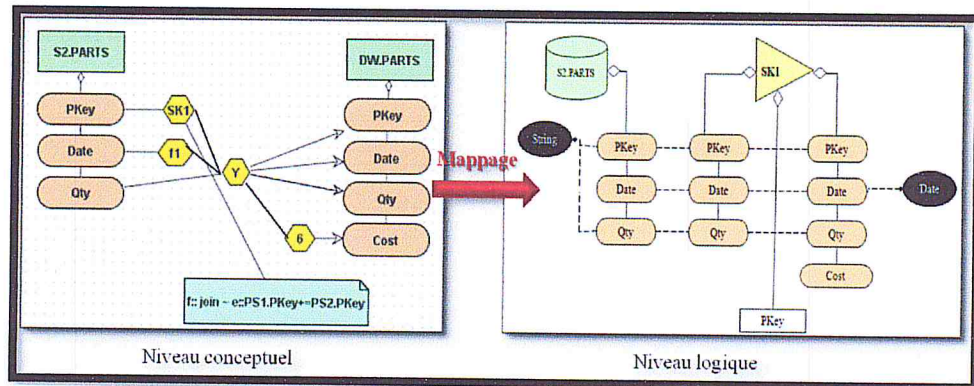 S2.PARTS
PKey
Date
Qty
SK1
f1
Y
6
DW.PARTS
PKey
Date
Qty
Cost
f:: join ~ e::PS1.PKey+=PS2.PKey
Niveau conceptuel
Mappage
S2.PARTS
String
PKey
Date
Qty
PKey
Date
Qty
SK1
PKey
PKey
Date
Qty
Cost
Date
Niveau logique